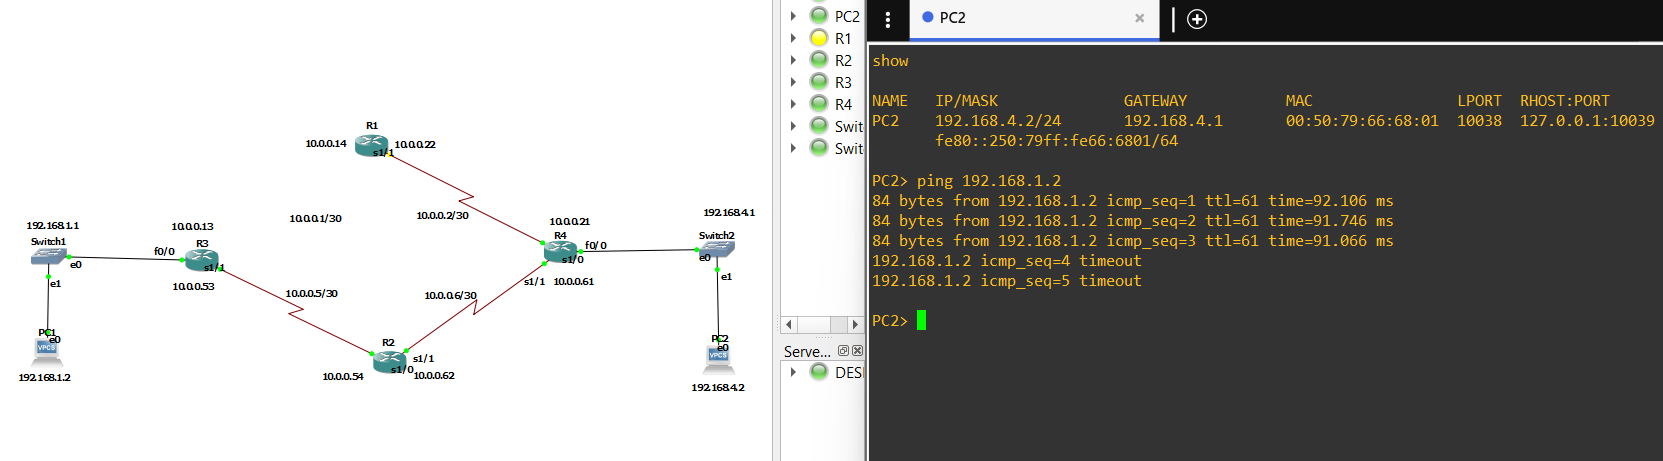 R1
10.0.0.14
10.0.0.22
s1/1
192.168.4.1
10.0.0.1/30
10.0.0.2/30
192.168.1.1
10.0.0.13
10.0.0.21
Switch1
R3
R4
Switch2
f0/0
f0/0
e0
s1/1
s1/0
e0
e1
10.0.0.53
s1/1
10.0.0.61
e1
10.0.0.5/30
10.0.0.6/30
PC1
e0
R2
PC2
e0
VPCS
s1/1
VPCS
s1/0
192.168.1.2
10.0.0.54
10.0.0.62
192.168.4.2
PC2
R1
R2
R3
R4
Swit
Swit
Serve...
DESI
PC2
show
NAME IP/MASK GATEWAY MAC LPORT RHOST:PORT
PC2 192.168.4.2/24 192.168.4.1 00:50:79:66:68:01 10038 127.0.0.1:10039
fe80::250:79ff:fe66:6801/64
PC2> ping 192.168.1.2
84 bytes from 192.168.1.2 icmp_seq=1 ttl=61 time=92.106 ms
84 bytes from 192.168.1.2 icmp_seq=2 ttl=61 time=91.746 ms
84 bytes from 192.168.1.2 icmp_seq=3 ttl=61 time=91.066 ms
192.168.1.2 icmp_seq=4 timeout
192.168.1.2 icmp_seq=5 timeout
PC2>